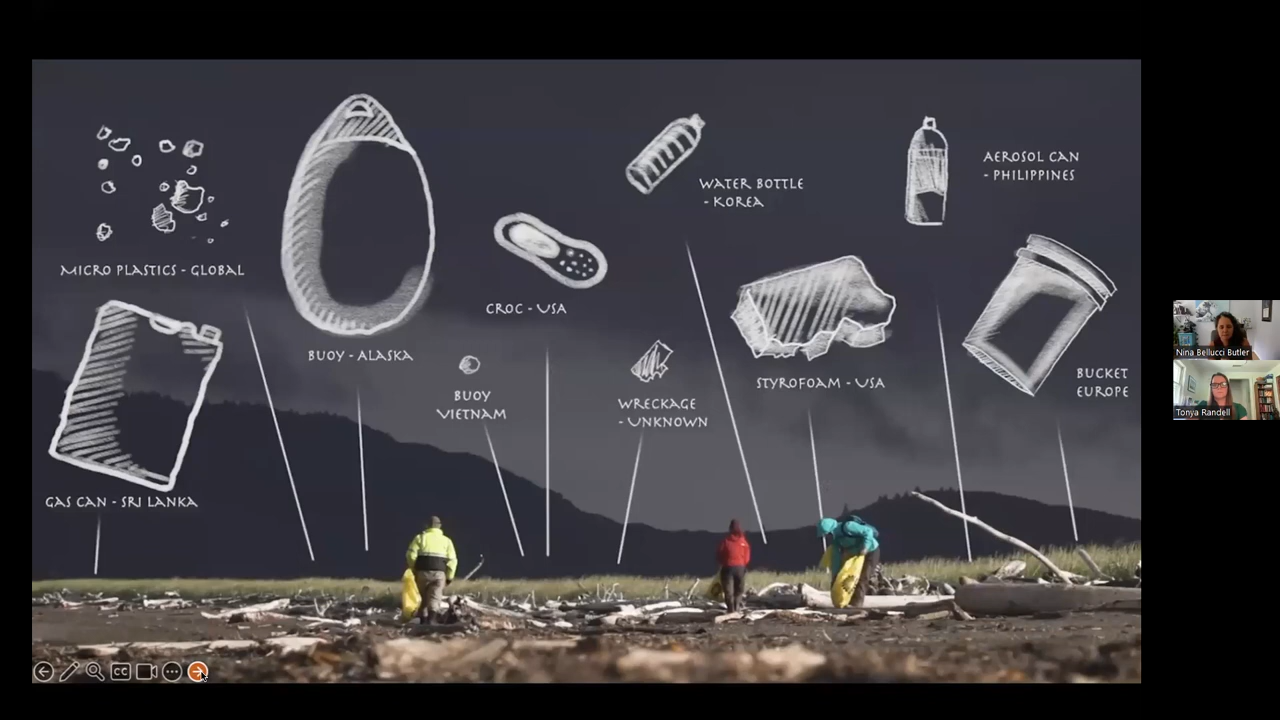 MICRO PLASTICS - GLOBAL
GAS CAN - SRI LANKA
BUOY - ALASKA
CROC - USA
BUOY
VIETNAM
WATER BOTTLE
- KOREA
WRECKAGE
- UNKNOWN
STYROFOAM - USA
AEROSOL CAN
- PHILIPPINES
BUCKET
EUROPE
CC
Nina Bellucci Butler
Tonya Randell